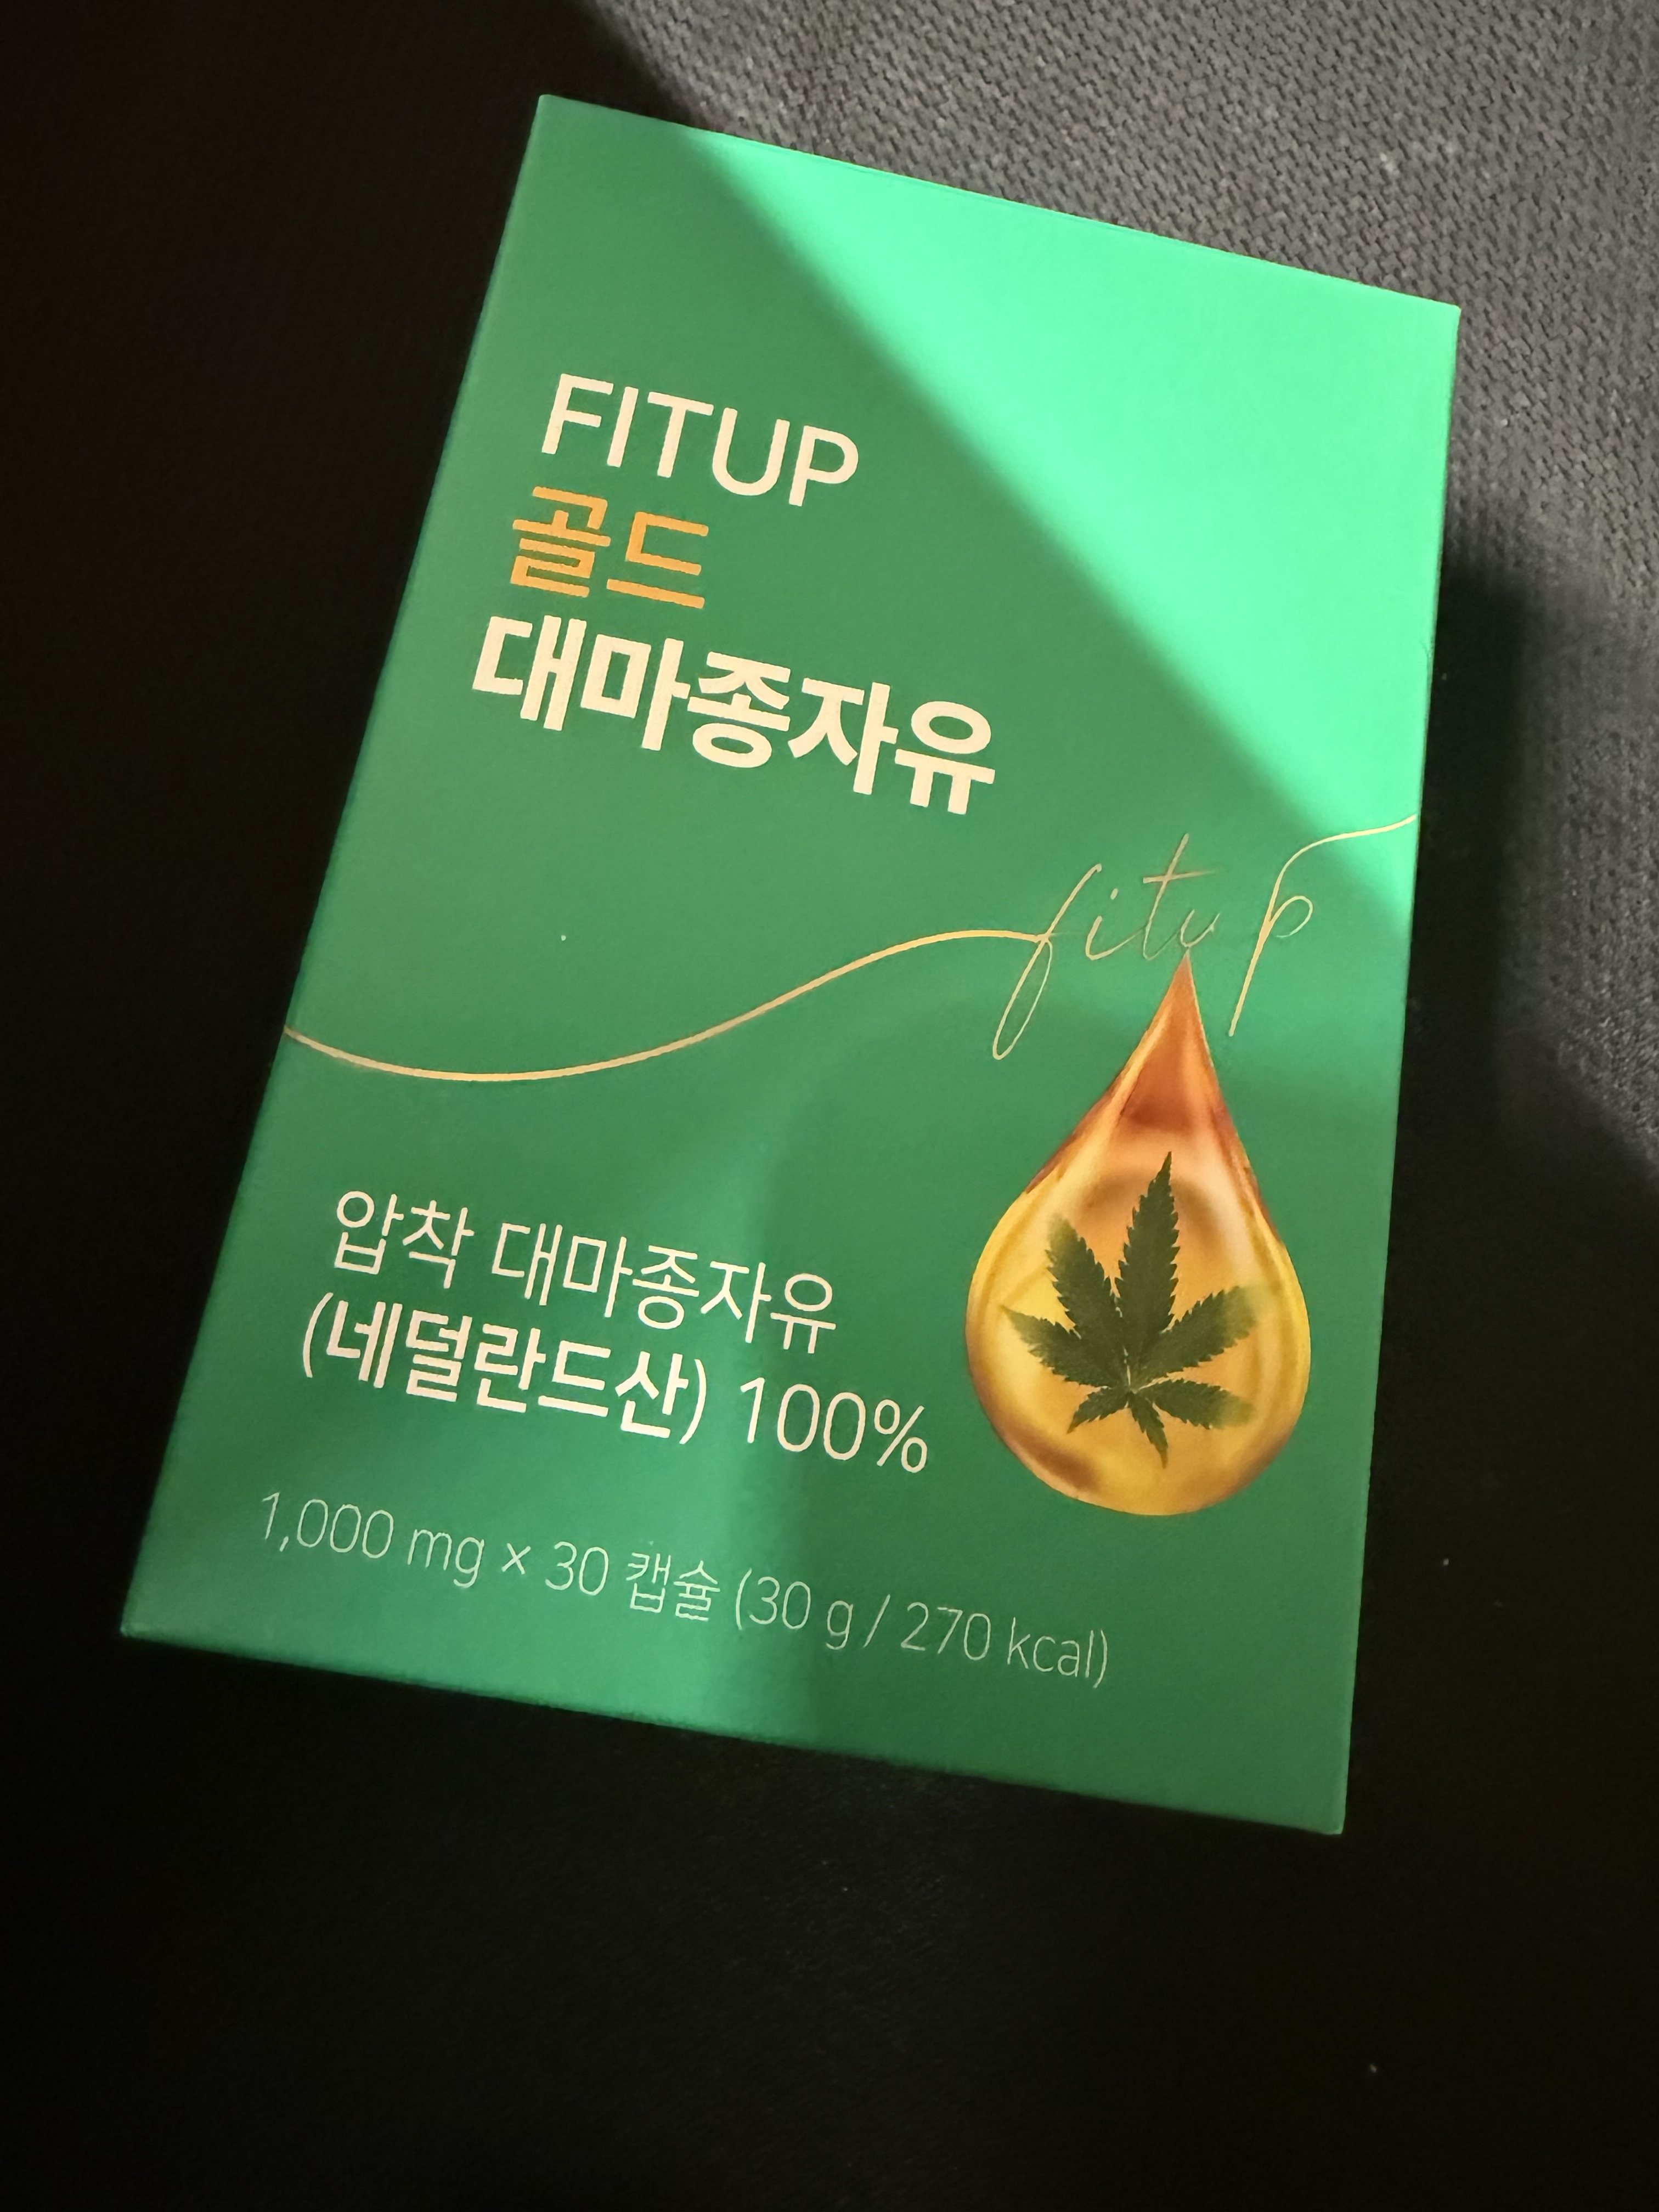 FITUP
골드
대마종자유
fitup
압착 대마종자유
(네덜란드산) 100%
1,000 mg × 30 캡슐 (30 g / 270 kcal)